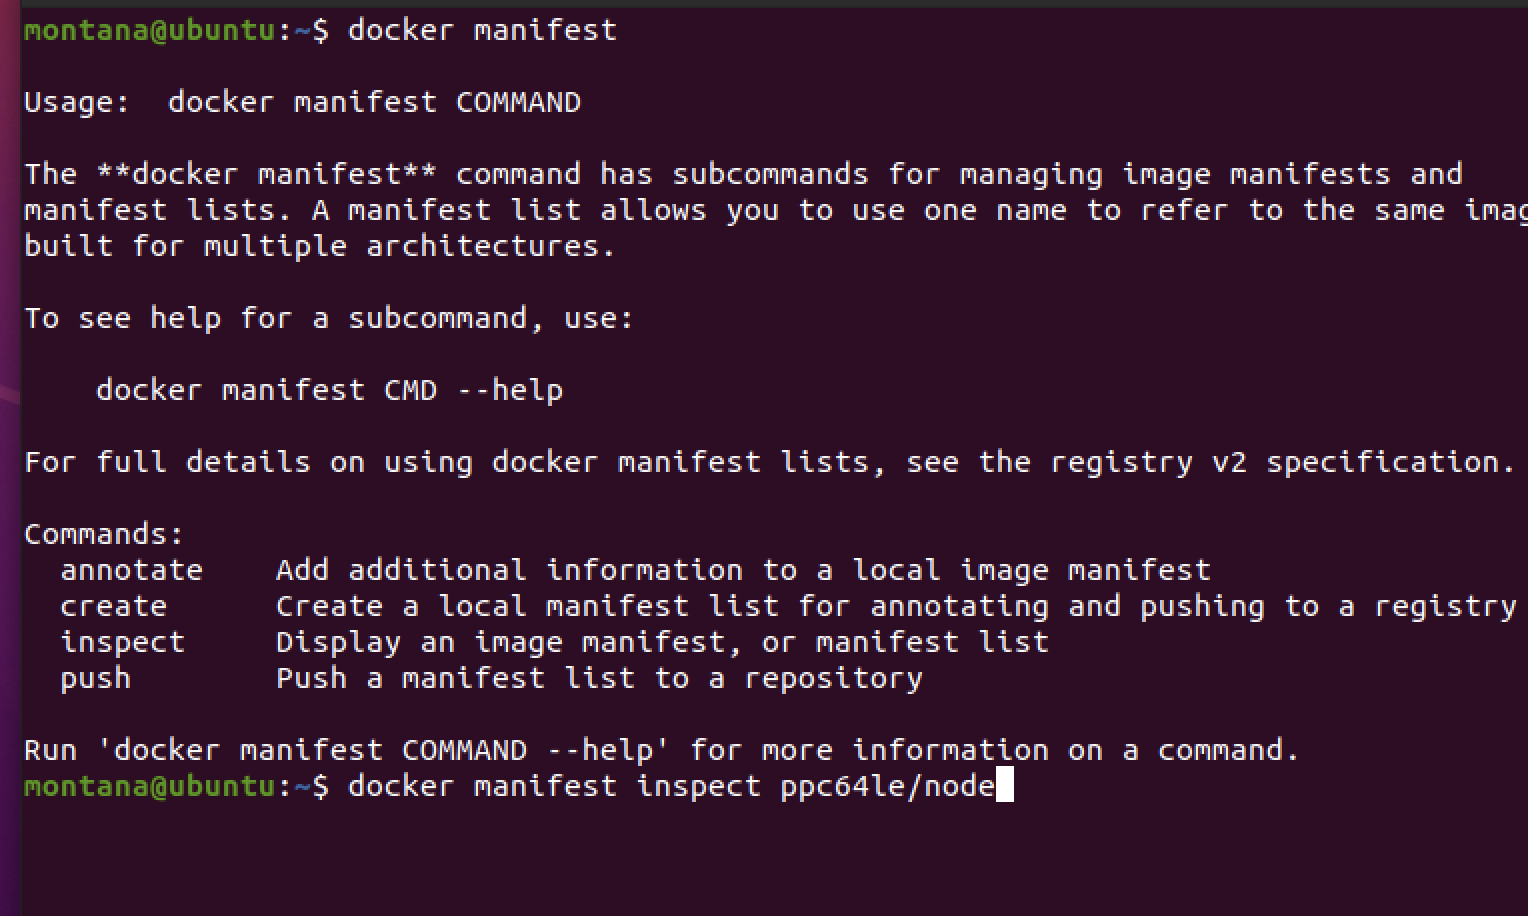 montana@ubuntu:~$ docker manifest
Usage:  docker manifest COMMAND
The **docker manifest** command has subcommands for managing image manifests and
manifest lists. A manifest list allows you to use one name to refer to the same imag
built for multiple architectures.
To see help for a subcommand, use:
    docker manifest CMD --help
For full details on using docker manifest lists, see the registry v2 specification.
Commands:
  annotate    Add additional information to a local image manifest
  create      Create a local manifest list for annotating and pushing to a registry
  inspect     Display an image manifest, or manifest list
  push        Push a manifest list to a repository
Run 'docker manifest COMMAND --help' for more information on a command.
montana@ubuntu:~$ docker manifest inspect ppc64le/node